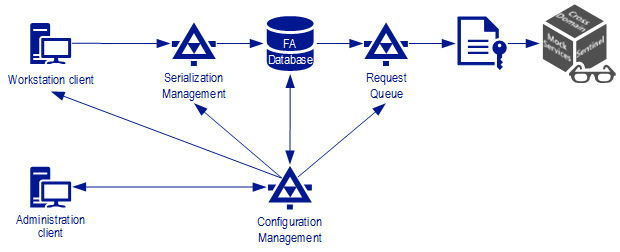 Workstation client
Serialization
Management
FA
Database
Request
Queue
Cross
Domain
Mock
Services
Sentinel
Administration
client
Configuration
Management